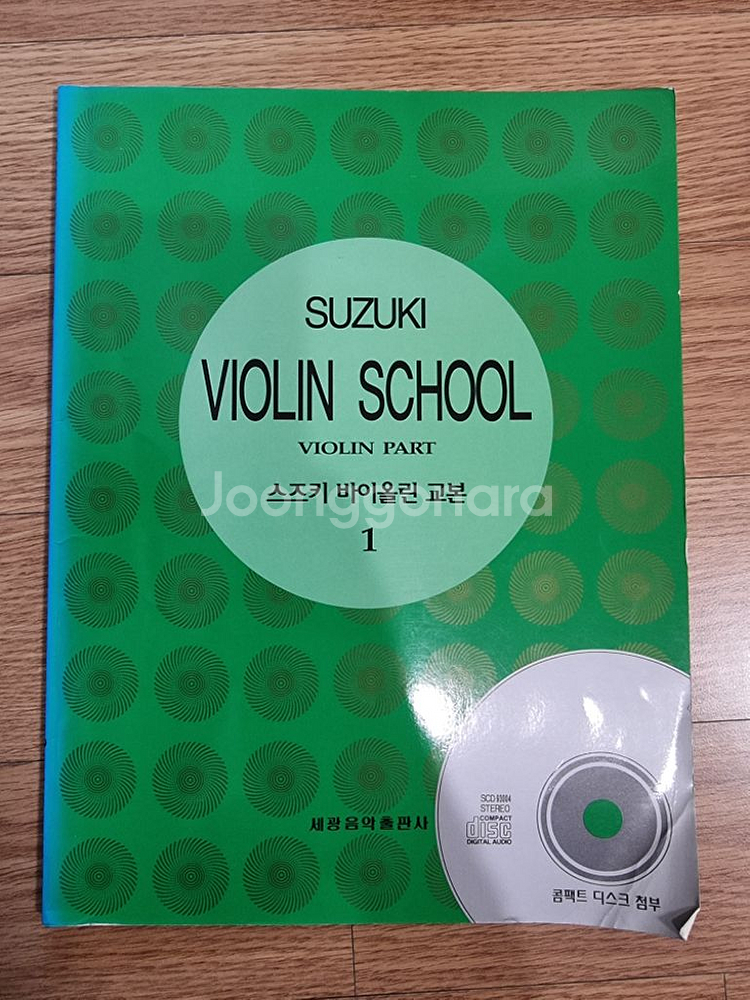 SUZUKI
VIOLIN SCHOOL
VIOLIN PART
스즈키 바이올린 교본
Joonggonara
1
SCD 93004
STEREO
COMPACT
disc
DIGITAL AUDIO
세광음악출판사
콤팩트 디스크 첨부